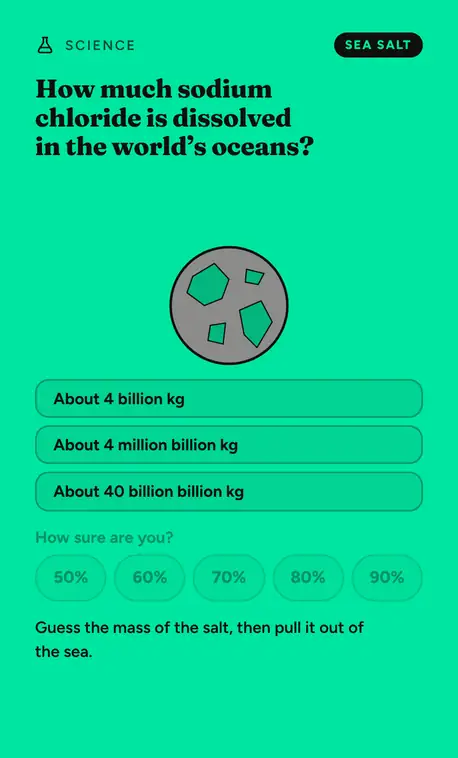 SCIENCE
SEA SALT
How much sodium
chloride is dissolved
in the world’s oceans?
About 4 billion kg
About 4 million billion kg
About 40 billion billion kg
How sure are you?
50%
60%
70%
80%
90%
Guess the mass of the salt, then pull it out of
the sea.